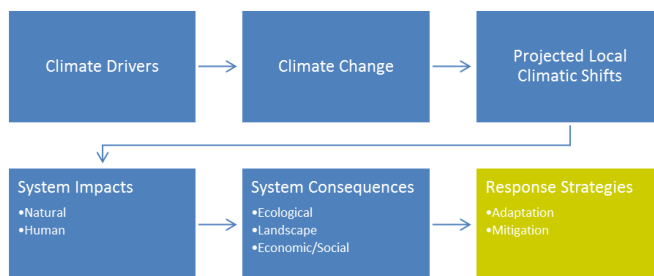 Climate Drivers
Climate Change
Projected Local
Climatic Shifts
System Impacts
•Natural
•Human
System Consequences
•Ecological
•Landscape
•Economic/Social
Response Strategies
•Adaptation
•Mitigation